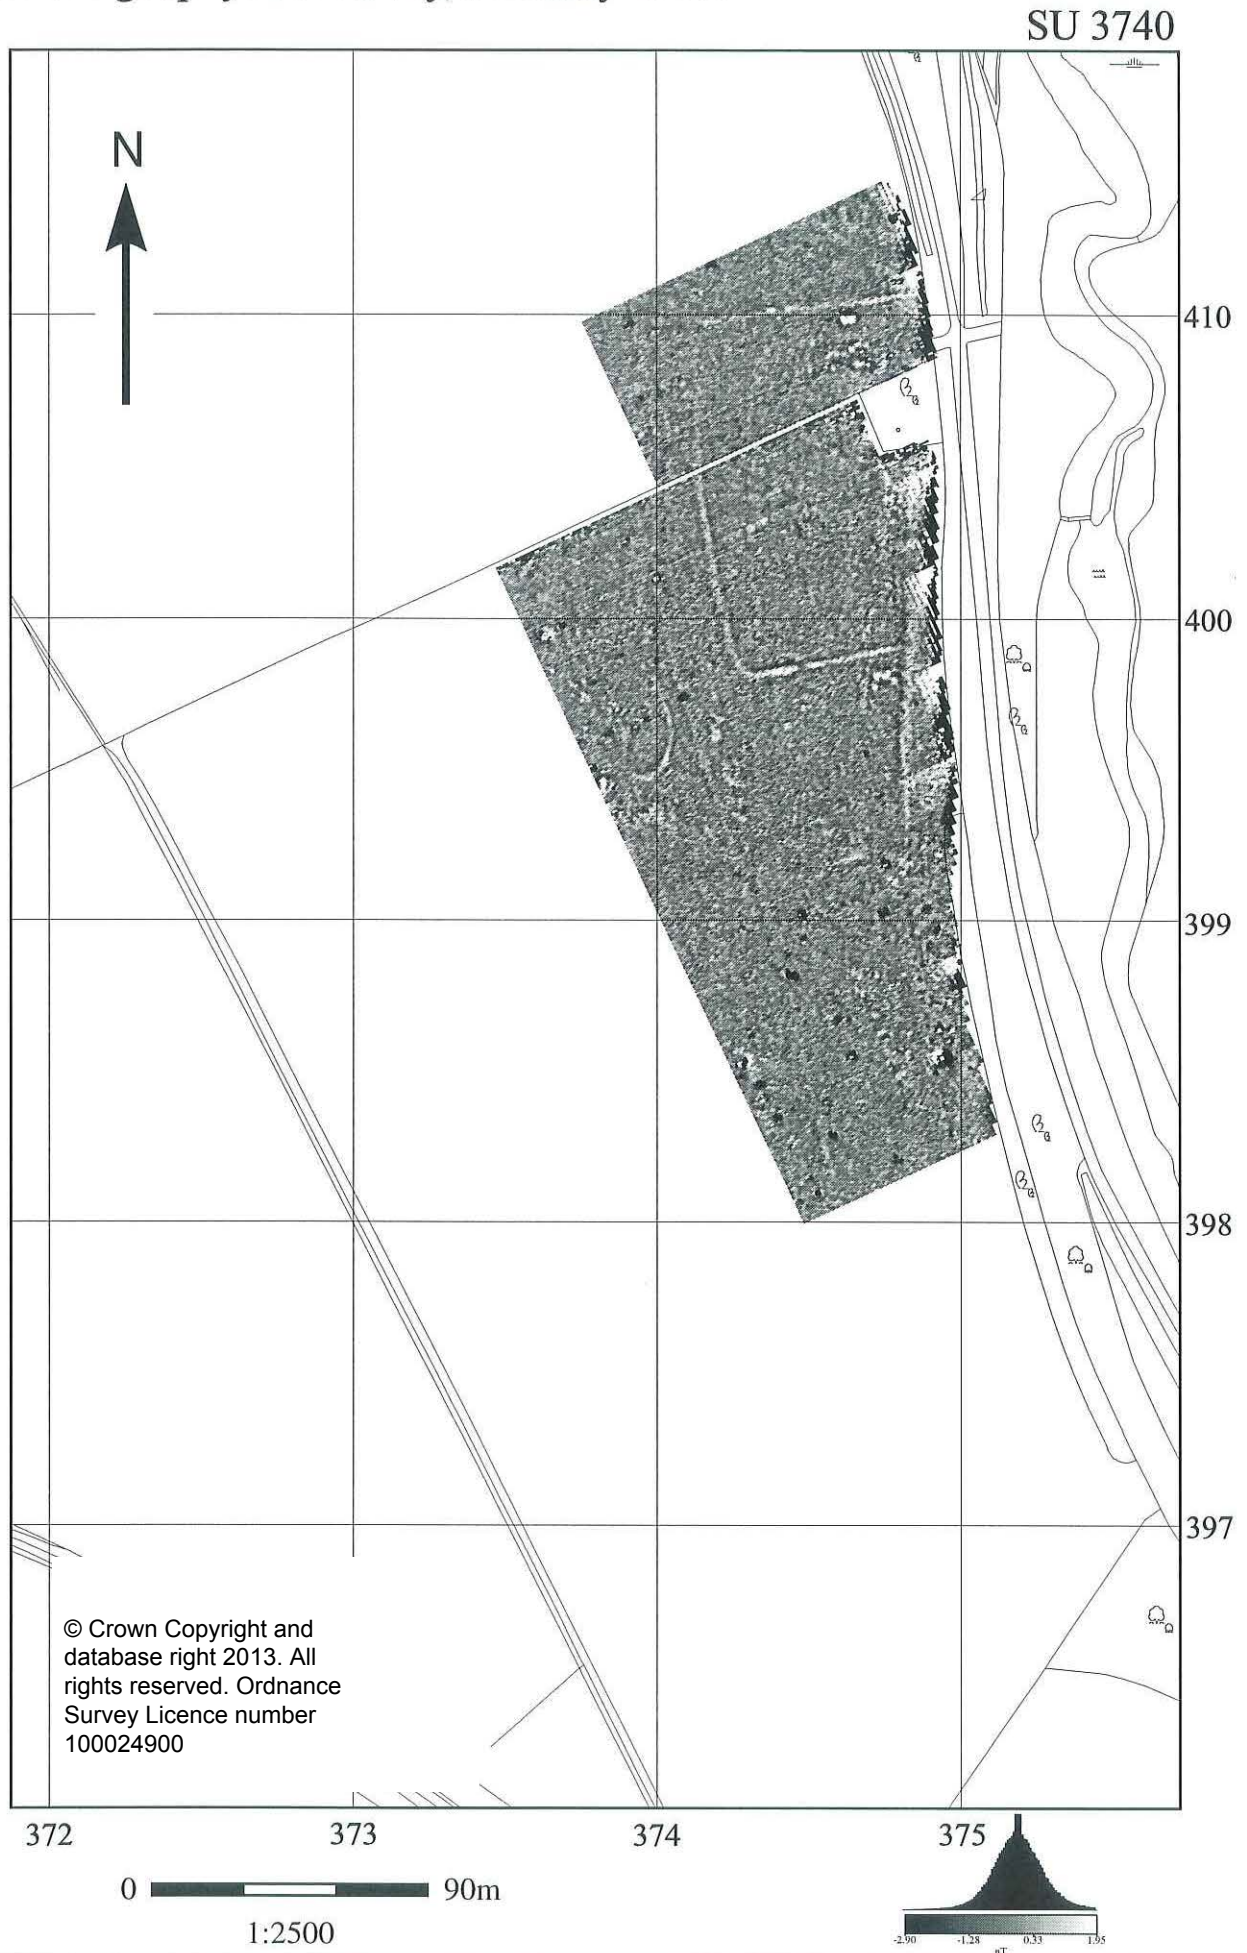 SU 3740
N
410
400
399
398
397
© Crown Copyright and
database right 2013. All
rights reserved. Ordnance
Survey Licence number
100024900
372 373 374 375
0 90m
1:2500
-2.90 -1.28 0.33 1.95
nT